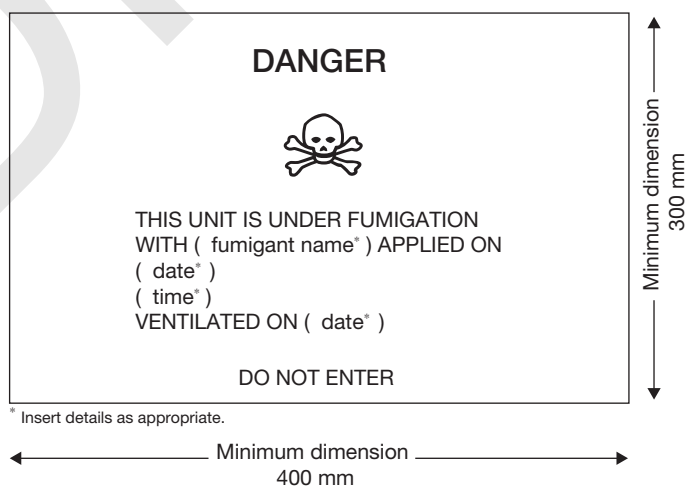 DANGER
THIS UNIT IS UNDER FUMIGATION
WITH ( fumigant name* ) APPLIED ON
( date* )
( time* )
VENTILATED ON ( date* )
DO NOT ENTER
* Insert details as appropriate.
Minimum dimension
400 mm
Minimum dimension
300 mm